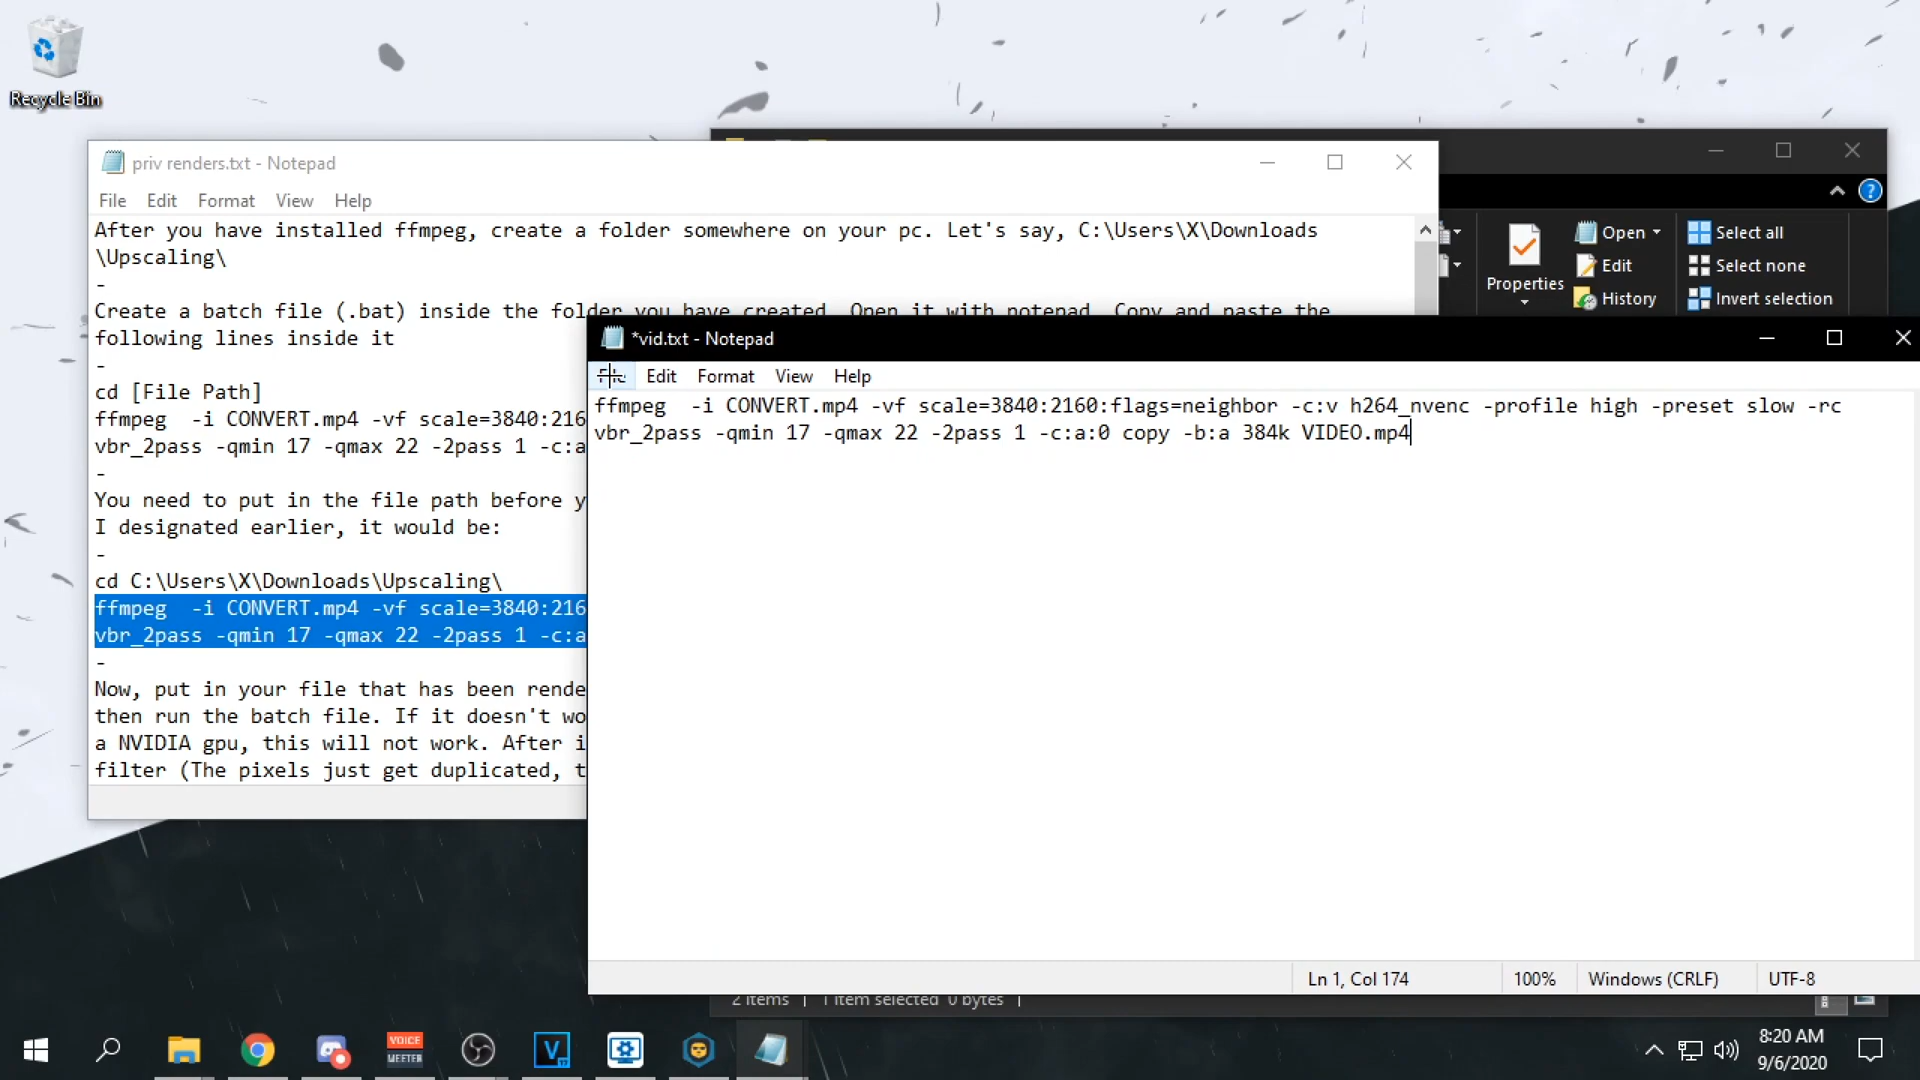 Recycle Bin
priv renders.txt - Notepad
File Edit Format View Help
After you have installed ffmpeg, create a folder somewhere on your pc. Let's say, C:\Users\X\Downloads
\Upscaling\
-
Create a batch file (.bat) inside the folder you have created. Open it with notepad. Copy and paste the
following lines inside it
-
cd [File Path]
ffmpeg  -i CONVERT.mp4 -vf scale=3840:216
vbr_2pass -qmin 17 -qmax 22 -2pass 1 -c:a
-
You need to put in the file path before y
I designated earlier, it would be:
-
cd C:\Users\X\Downloads\Upscaling\
ffmpeg  -i CONVERT.mp4 -vf scale=3840:216
vbr_2pass -qmin 17 -qmax 22 -2pass 1 -c:a
-
Now, put in your file that has been rende
then run the batch file. If it doesn't wo
a NVIDIA gpu, this will not work. After i
filter (The pixels just get duplicated, t
Properties
Open
Edit
History
Select all
Select none
Invert selection
*vid.txt - Notepad
File Edit Format View Help
ffmpeg  -i CONVERT.mp4 -vf scale=3840:2160:flags=neighbor -c:v h264_nvenc -profile high -preset slow -rc
vbr_2pass -qmin 17 -qmax 22 -2pass 1 -c:a:0 copy -b:a 384k VIDEO.mp4
Ln 1, Col 174 100% Windows (CRLF) UTF-8
2 items 1 item selected 0 bytes
VOICE
MEETER
V
17
8:20 AM
9/6/2020